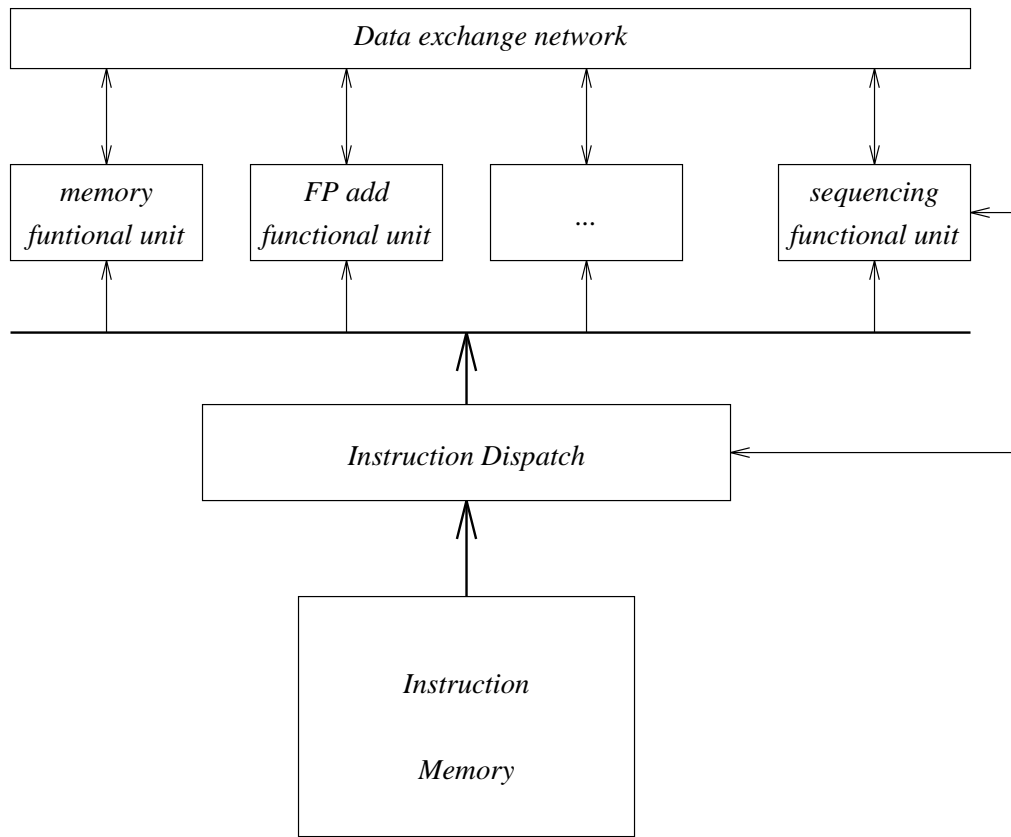 Data exchange network
memory
funtional unit
FP add
functional unit
...
sequencing
functional unit
Instruction Dispatch
Instruction
Memory